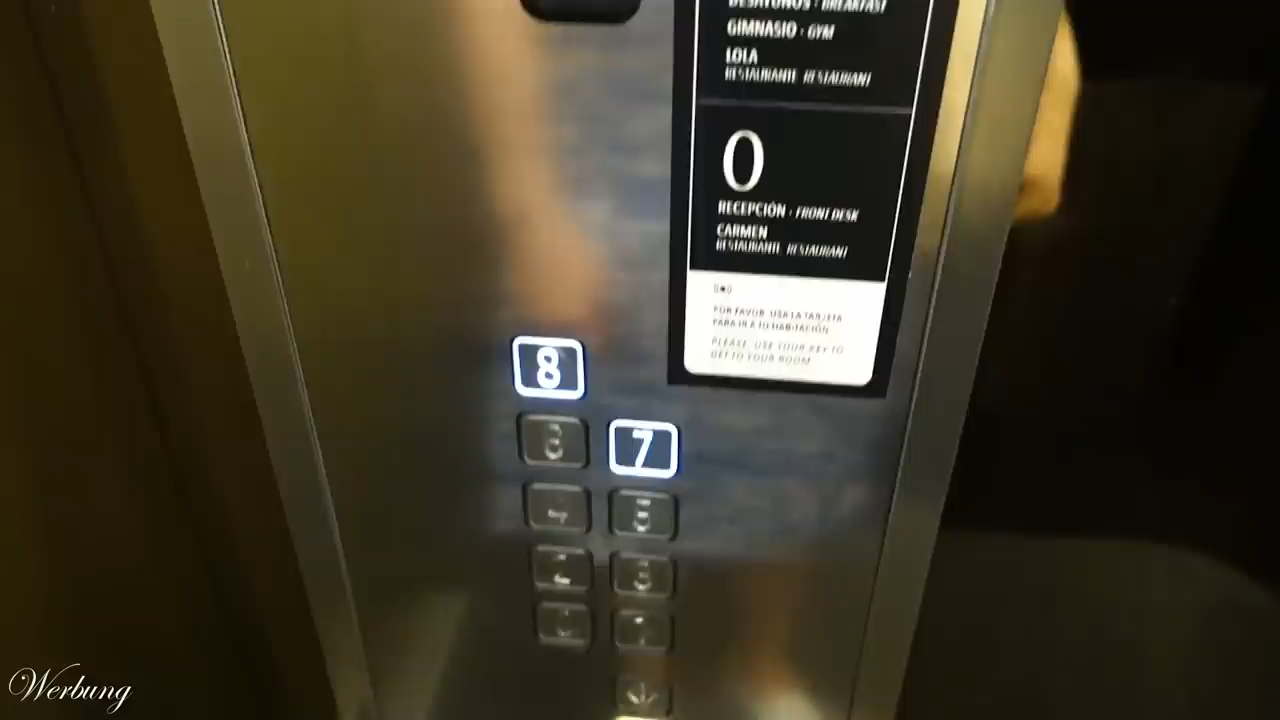 DESAYUNOS · BREAKFAST
GIMNASIO · GYM
LOLA
RESTAURANTE RESTAURANT
0
RECEPCIÓN · FRONT DESK
CARMEN
RESTAURANTE RESTAURANT
POR FAVOR, USA LA TARJETA
PARA IR A TU HABITACIÓN
PLEASE, USE YOUR KEY TO
GET TO YOUR ROOM
8
7
Werbung